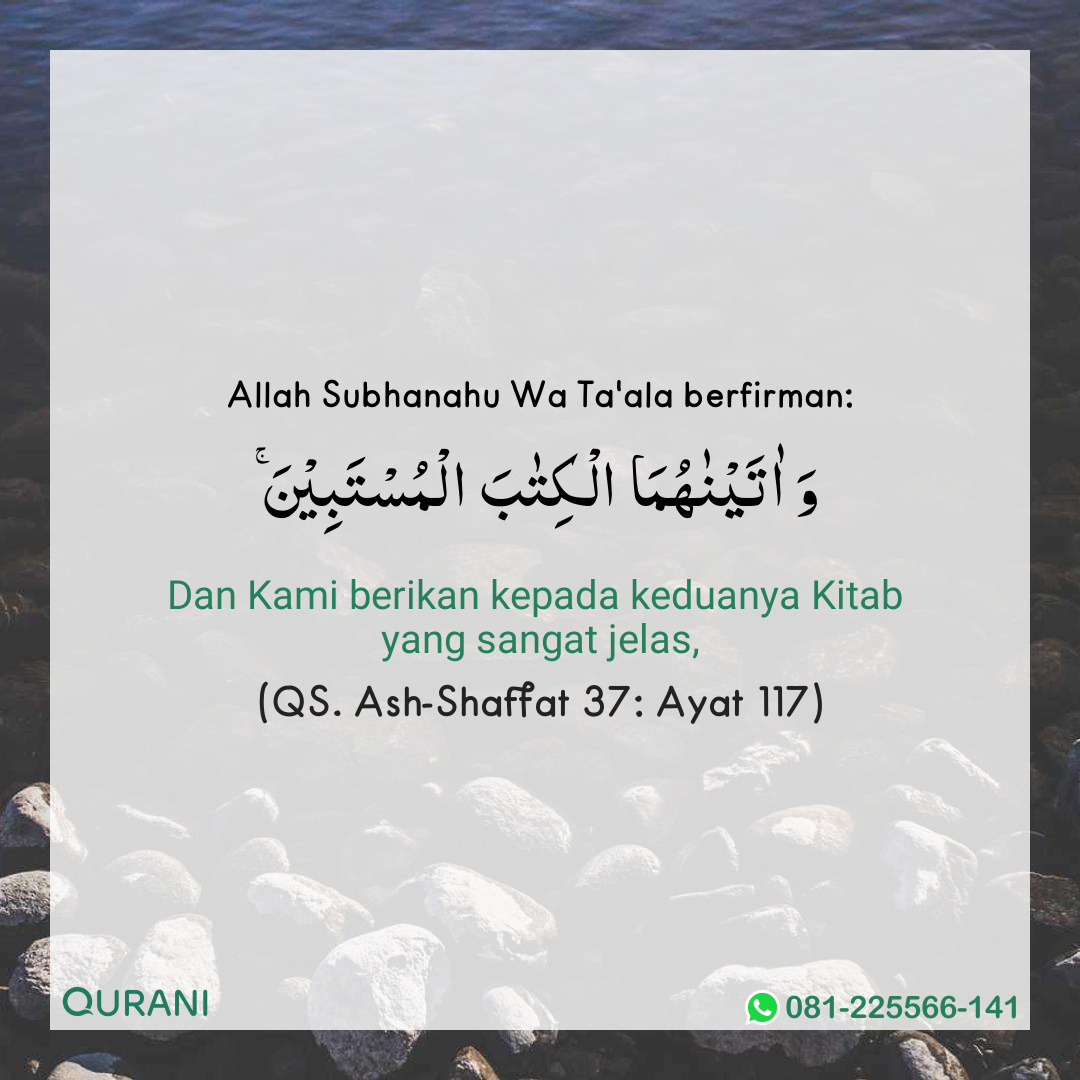 Allah Subhanahu Wa Ta'ala berfirman:
وَاٰتَيْنٰهُمَا الْكِتٰبَ الْمُسْتَبِيْنَ ۚ
Dan Kami berikan kepada keduanya Kitab
yang sangat jelas,
(QS. Ash-Shaffat 37: Ayat 117)
QURANI
081-225566-141